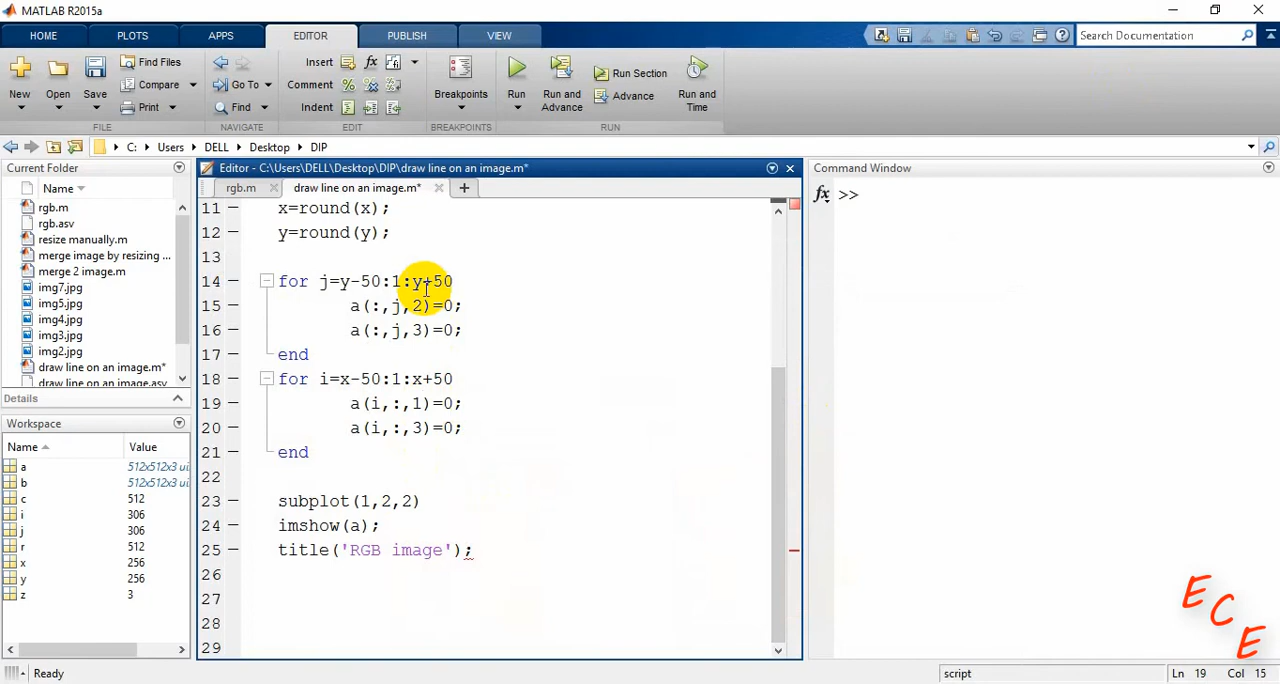 MATLAB R2015a
HOME PLOTS APPS EDITOR PUBLISH VIEW Search Documentation
New Open Save Find Files Compare Print Go To Find Insert Comment Indent fx Breakpoints Run Run and Advance Run Section Advance Run and Time
FILE NAVIGATE EDIT BREAKPOINTS RUN
C: Users DELL Desktop DIP
Current Folder
Name
rgb.m
rgb.asv
resize manually.m
merge image by resizing ...
merge 2 image.m
img7.jpg
img5.jpg
img4.jpg
img3.jpg
img2.jpg
draw line on an image.m*
draw line on an image.asv
Details
Workspace
Name Value
a 512x512x3 ui
b 512x512x3 ui
c 512
i 306
j 306
r 512
x 256
y 256
z 3
Editor - C:\Users\DELL\Desktop\DIP\draw line on an image.m*
rgb.m draw line on an image.m*
11 x=round(x);
12 y=round(y);
13
14 for j=y-50:1:y+50
15 a(:,j,2)=0;
16 a(:,j,3)=0;
17 end
18 for i=x-50:1:x+50
19 a(i,:,1)=0;
20 a(i,:,3)=0;
21 end
22
23 subplot(1,2,2)
24 imshow(a);
25 title('RGB image');
26
27
28
29
Command Window
fx >>
ECE
Ready script Ln 19 Col 15